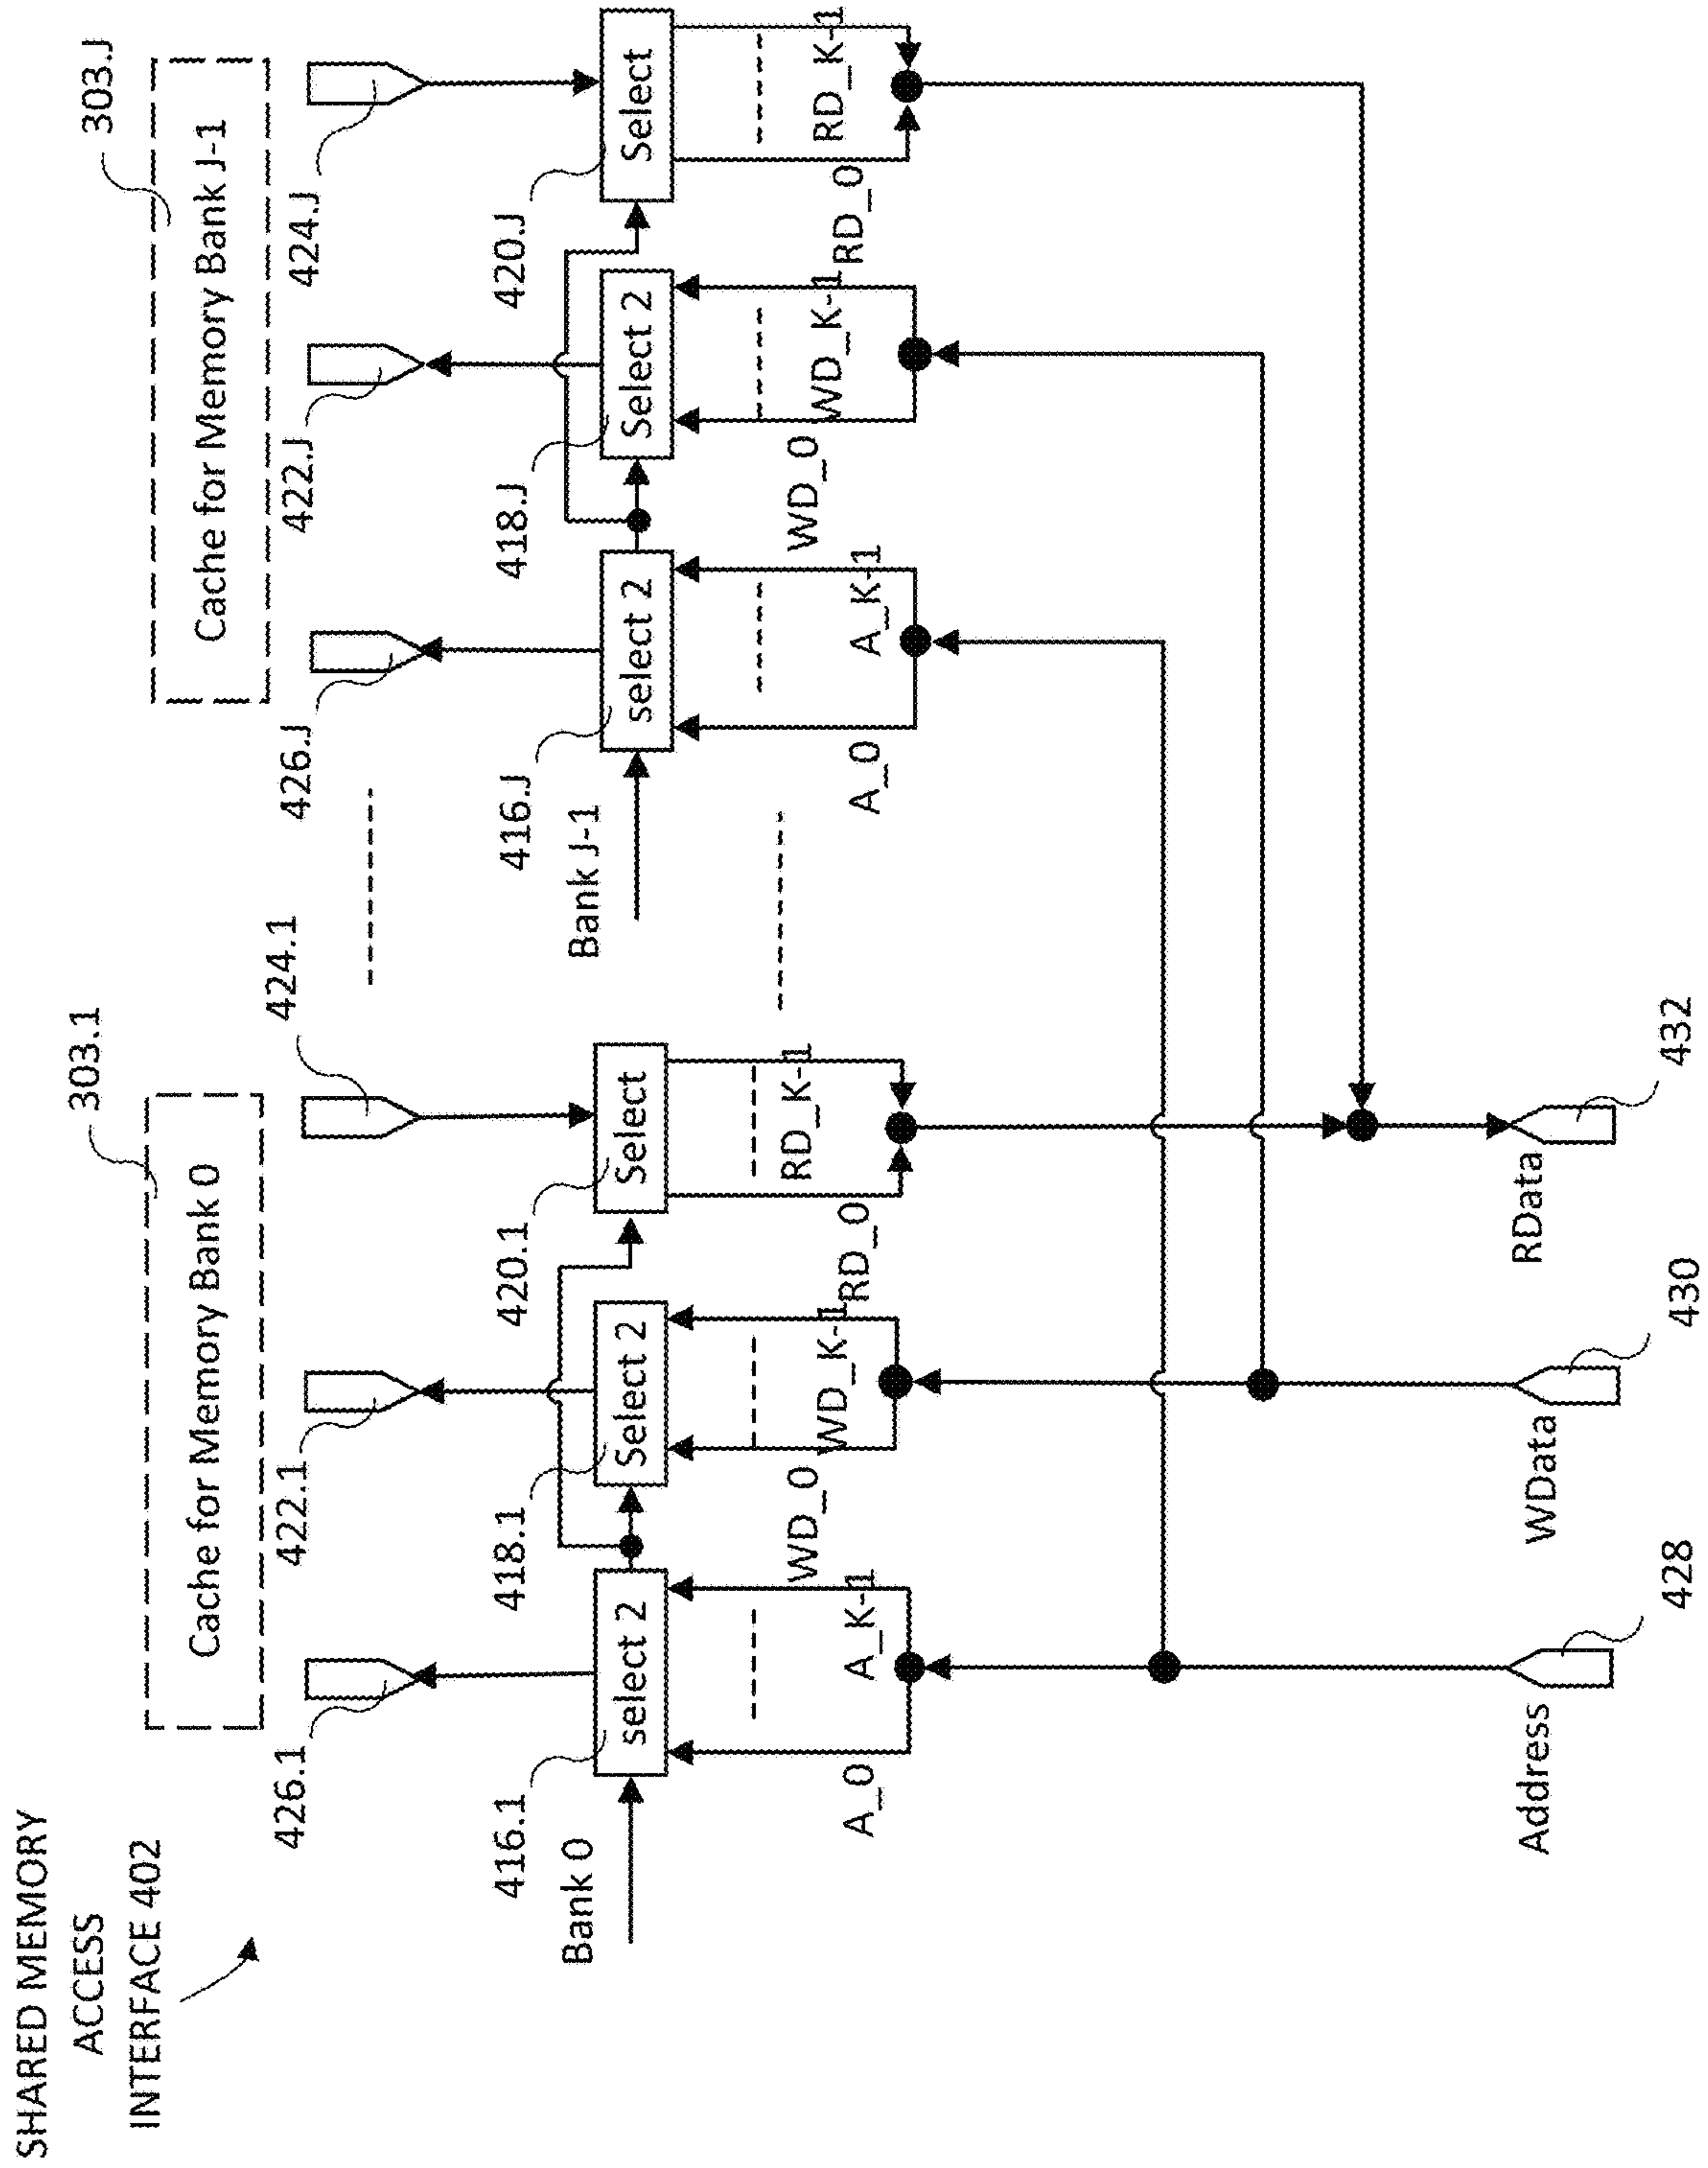 SHARED MEMORY
ACCESS
INTERFACE 402
303.1
303.J
Cache for Memory Bank 0
Cache for Memory Bank J-1
426.1
422.1
424.1
426.J
422.J
424.J
416.1
418.1
420.1
416.J
418.J
420.J
Bank 0
select 2
Select 2
Select
Bank J-1
select 2
Select 2
Select
A_0
A_K-1
WD_0
WD_K-1
RD_0
RD_K-1
A_0
A_K-1
WD_0
WD_K-1
RD_0
RD_K-1
Address
WData
RData
428
430
432